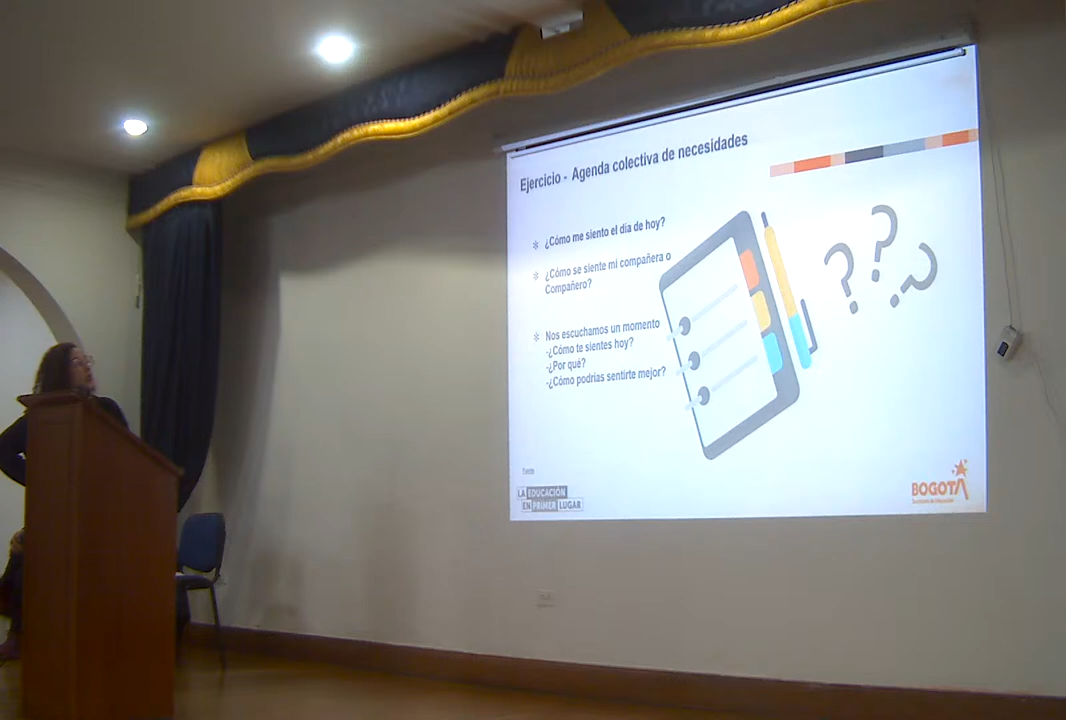 Ejercicio - Agenda colectiva de necesidades
¿Cómo me siento el día de hoy?
¿Cómo se siente mi compañera o
Compañero?
Nos escuchamos un momento
-¿Cómo te sientes hoy?
-¿Por qué?
-¿Cómo podrías sentirte mejor?
Fuente
LA EDUCACIÓN
EN PRIMER LUGAR
BOGOTÁ